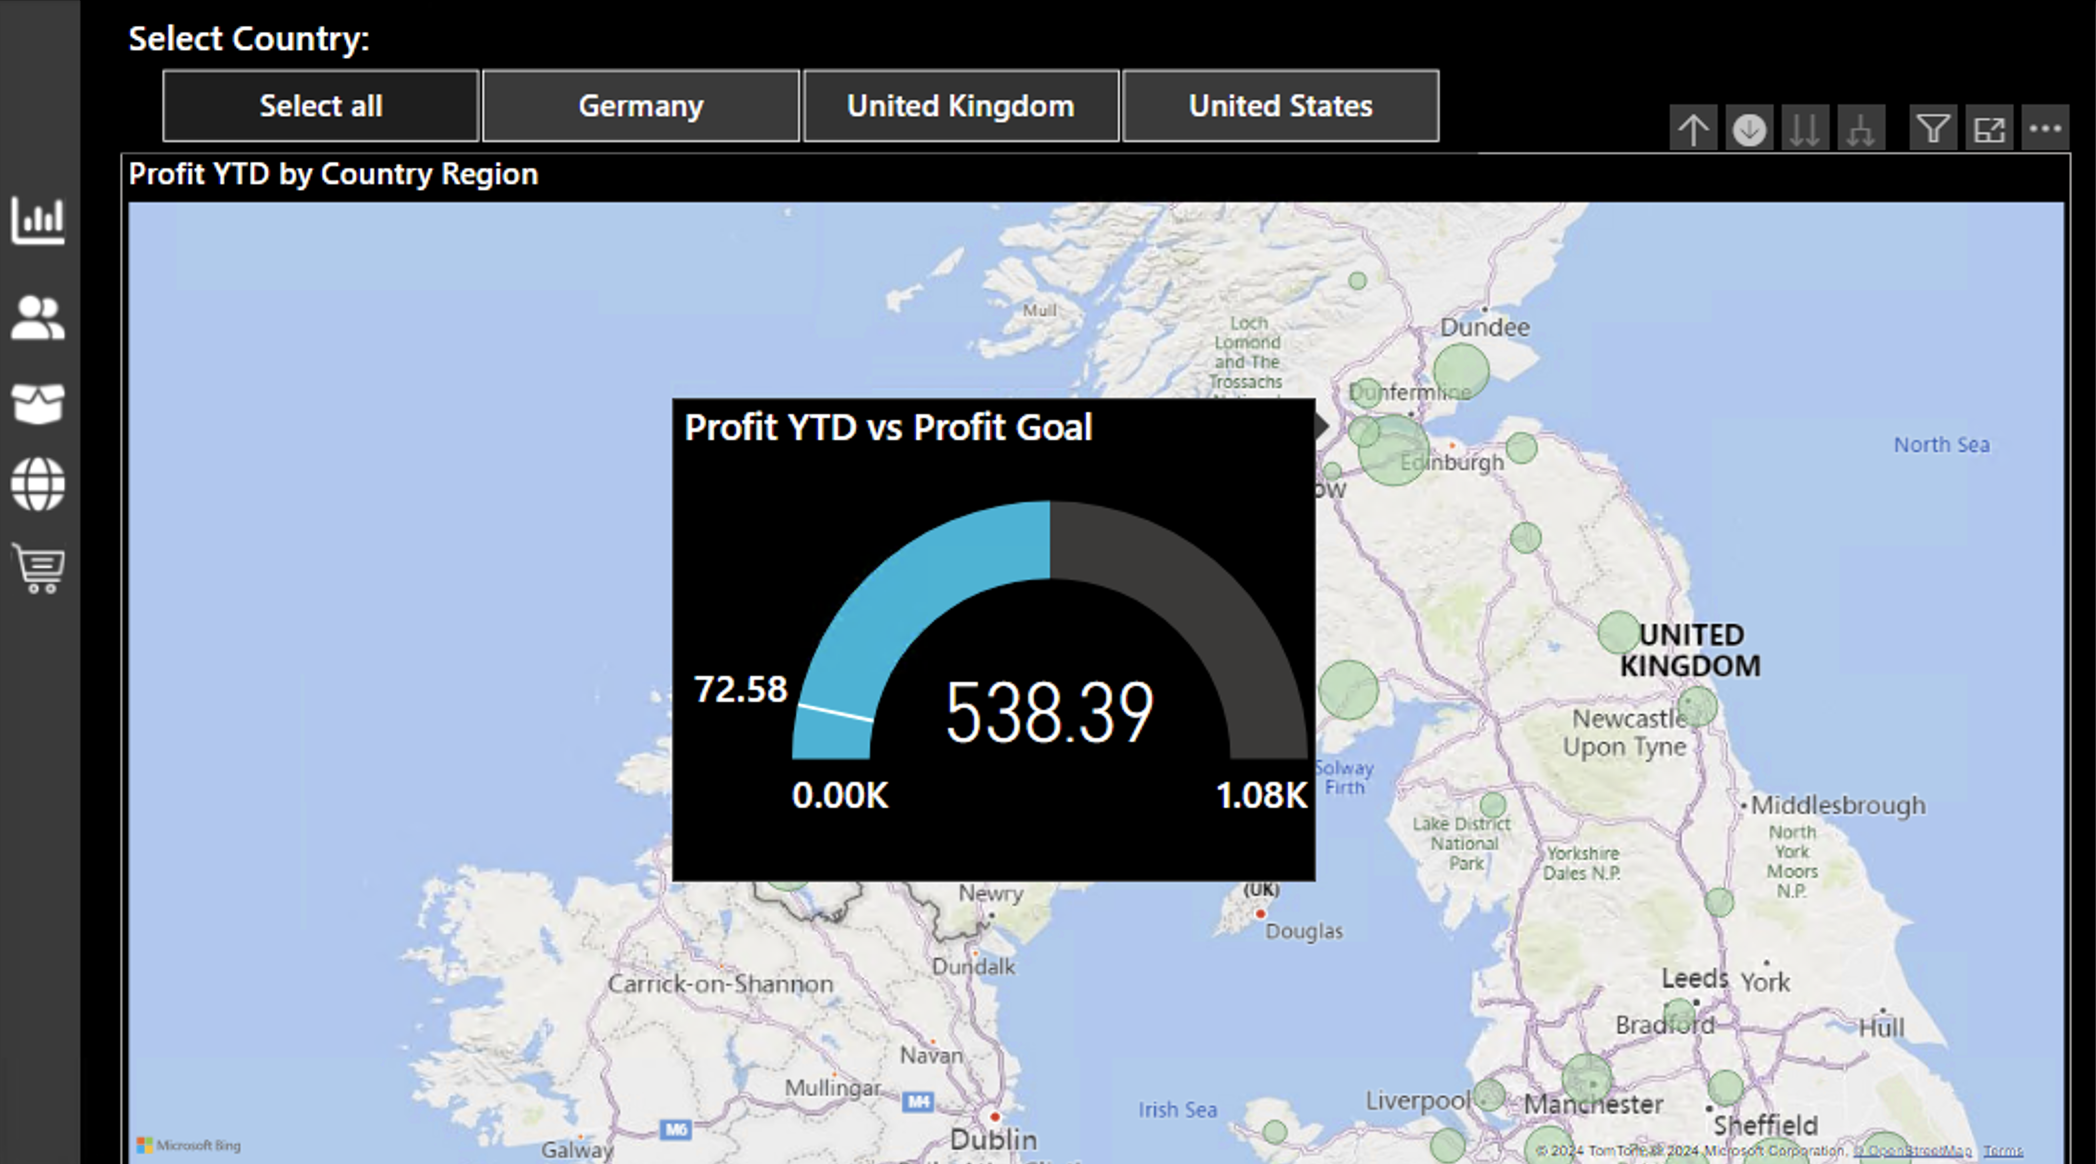 Select Country:
Select all
Germany
United Kingdom
United States
Profit YTD by Country Region
Mull
Loch
Lomond
and The
Trossachs
Dundee
Dunfermline
Edinburgh
North Sea
Profit YTD vs Profit Goal
72.58
538.39
0.00K
1.08K
UNITED
KINGDOM
Newcastle
Upon Tyne
Solway
Firth
Middlesbrough
Lake District
National
Park
Yorkshire
Dales N.P.
North
York
Moors
N.P.
Newry
(UK)
Douglas
Dundalk
Carrick-on-Shannon
Leeds
York
Bradford
Hull
Navan
Mullingar
M4
M6
Irish Sea
Liverpool
Manchester
Sheffield
Dublin
Galway
Microsoft Bing
© 2024 Microsoft Corporation, © OpenStreetMap Terms